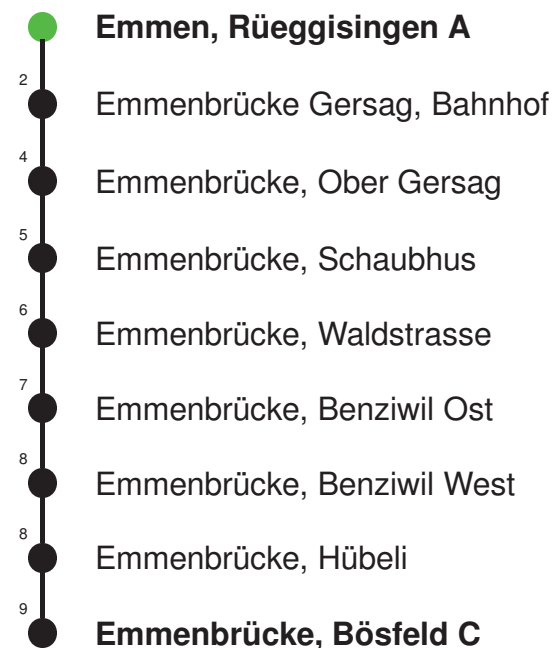 Emmen, Rüeggisingen A
2
Emmenbrücke Gersag, Bahnhof
4
Emmenbrücke, Ober Gersag
5
Emmenbrücke, Schaubhus
6
Emmenbrücke, Waldstrasse
7
Emmenbrücke, Benziwil Ost
8
Emmenbrücke, Benziwil West
8
Emmenbrücke, Hübeli
9
Emmenbrücke, Bösfeld C